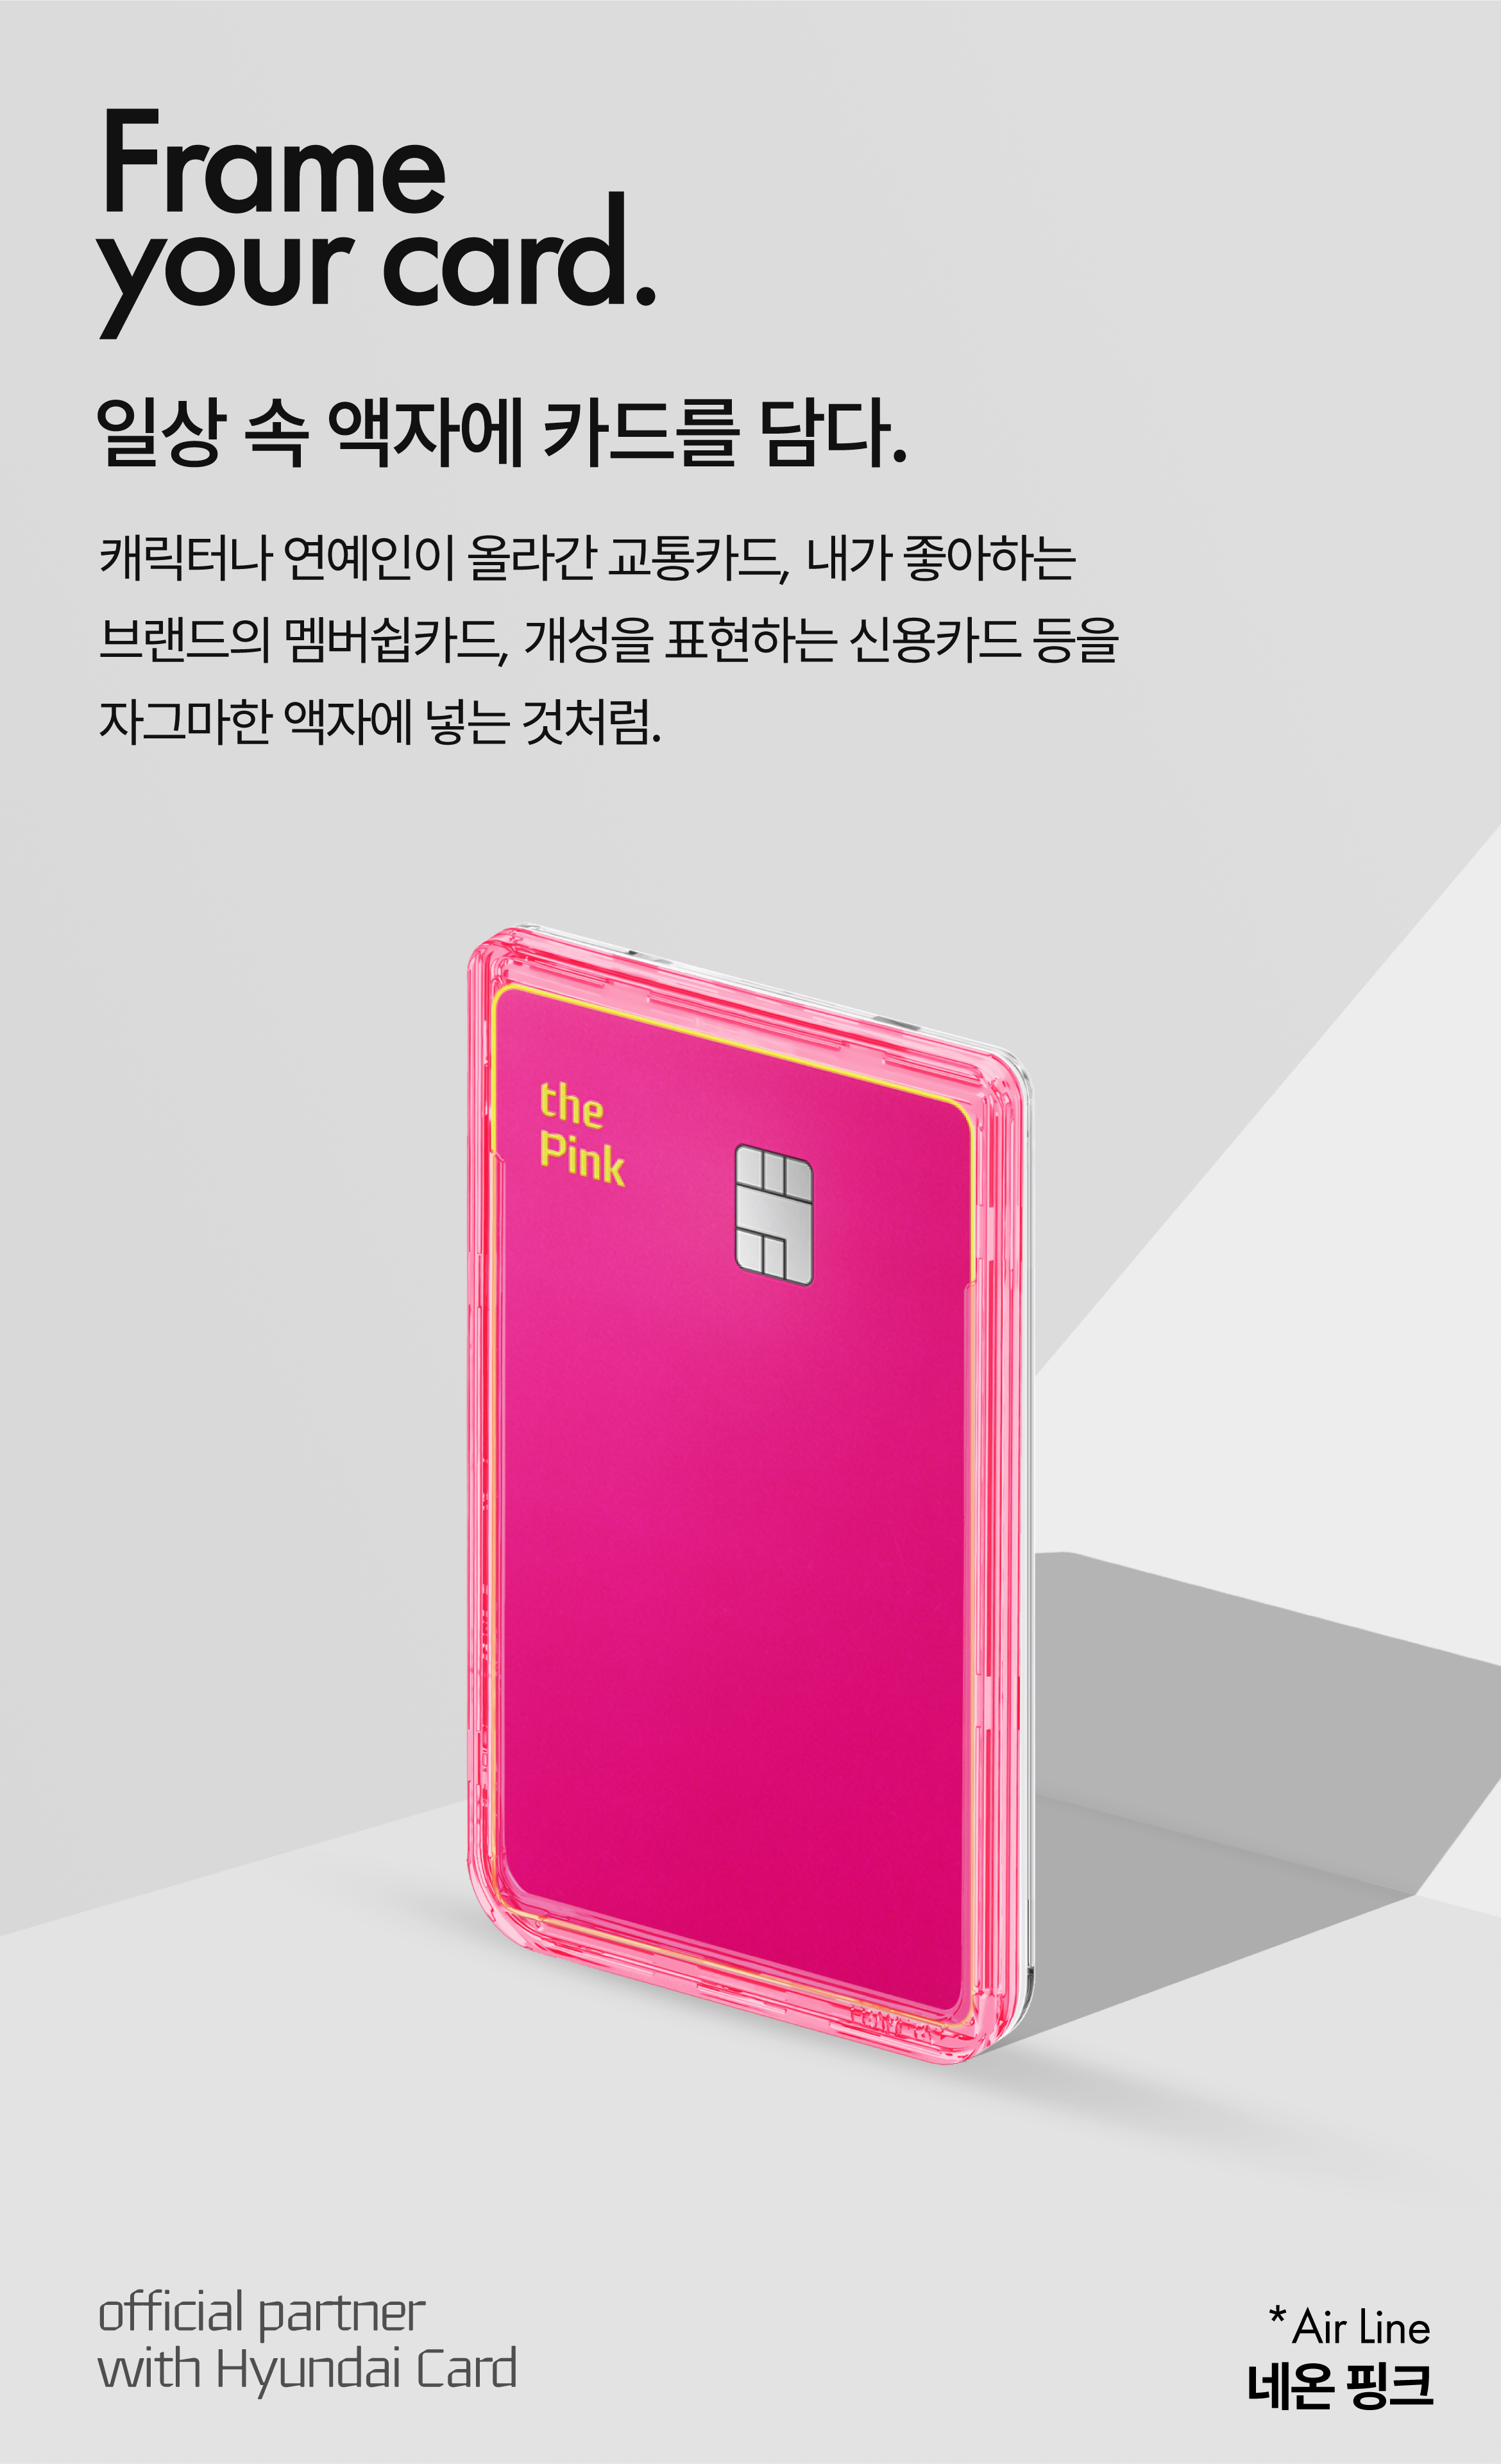 Frame
your card.
일상 속 액자에 카드를 담다.
캐릭터나 연예인이 올라간 교통카드, 내가 좋아하는
브랜드의 멤버쉽카드, 개성을 표현하는 신용카드 등을
자그마한 액자에 넣는 것처럼.
the
Pink
official partner
with Hyundai Card
*Air Line
네온 핑크